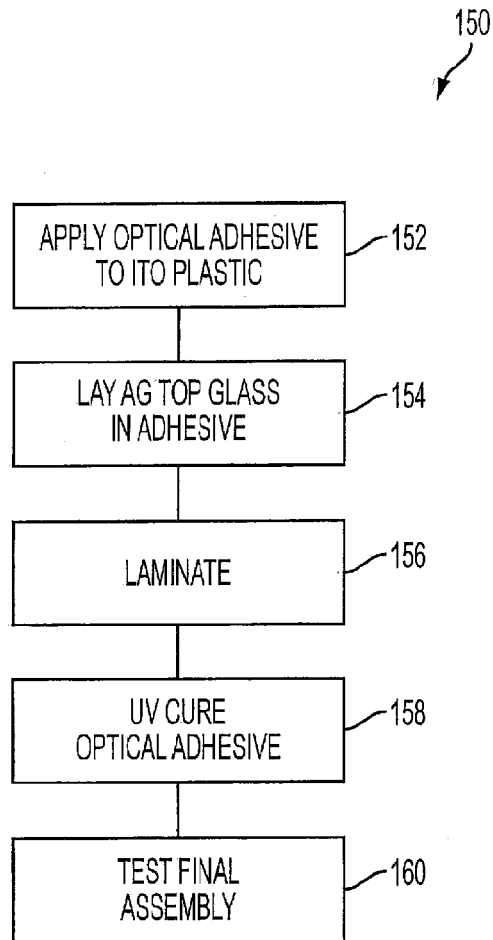 150
APPLY OPTICAL ADHESIVE
TO ITO PLASTIC
152
LAY AG TOP GLASS
IN ADHESIVE
154
LAMINATE
156
UV CURE
OPTICAL ADHESIVE
158
TEST FINAL
ASSEMBLY
160